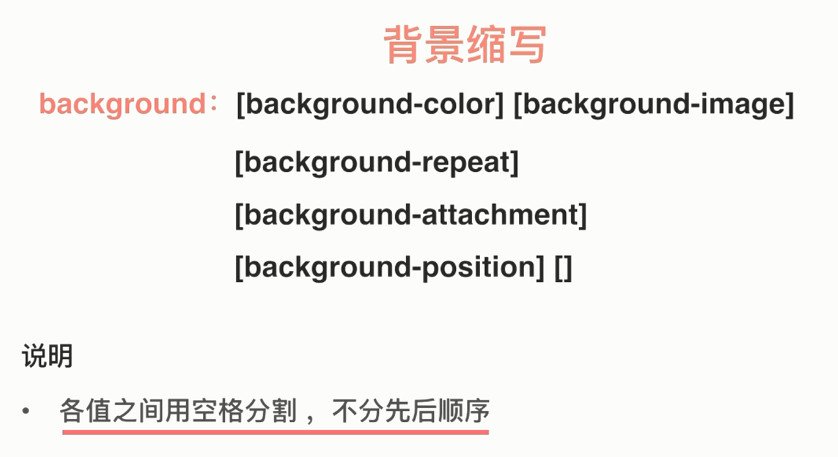 背景缩写
background： [background-color] [background-image]
[background-repeat]
[background-attachment]
[background-position] []
说明
• 各值之间用空格分割 ，不分先后顺序